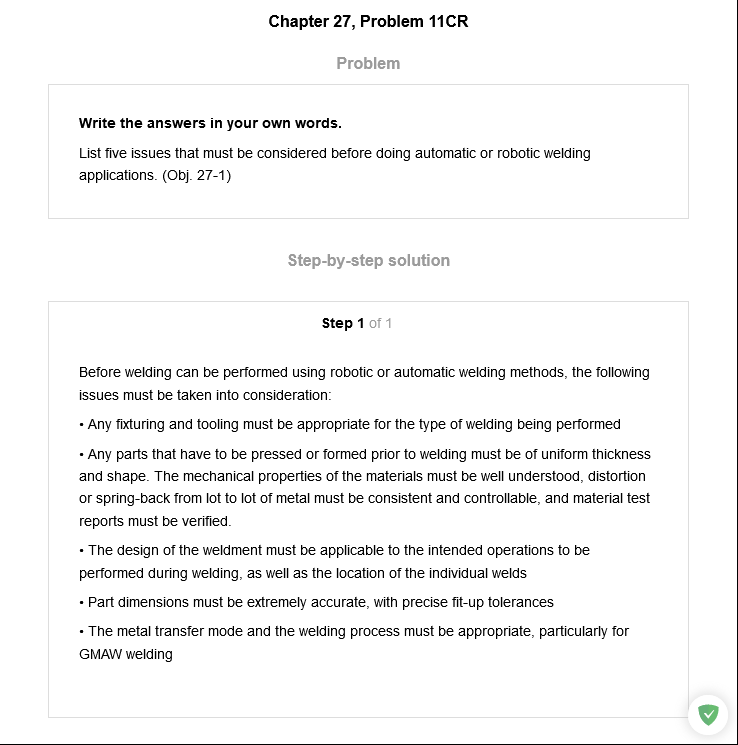 Chapter 27, Problem 11CR
Problem
Write the answers in your own words.
List five issues that must be considered before doing automatic or robotic welding
applications. (Obj. 27-1)
Step-by-step solution
Step 1 of 1
Before welding can be performed using robotic or automatic welding methods, the following
issues must be taken into consideration:
• Any fixturing and tooling must be appropriate for the type of welding being performed
• Any parts that have to be pressed or formed prior to welding must be of uniform thickness
and shape. The mechanical properties of the materials must be well understood, distortion
or spring-back from lot to lot of metal must be consistent and controllable, and material test
reports must be verified.
• The design of the weldment must be applicable to the intended operations to be
performed during welding, as well as the location of the individual welds
• Part dimensions must be extremely accurate, with precise fit-up tolerances
• The metal transfer mode and the welding process must be appropriate, particularly for
GMAW welding